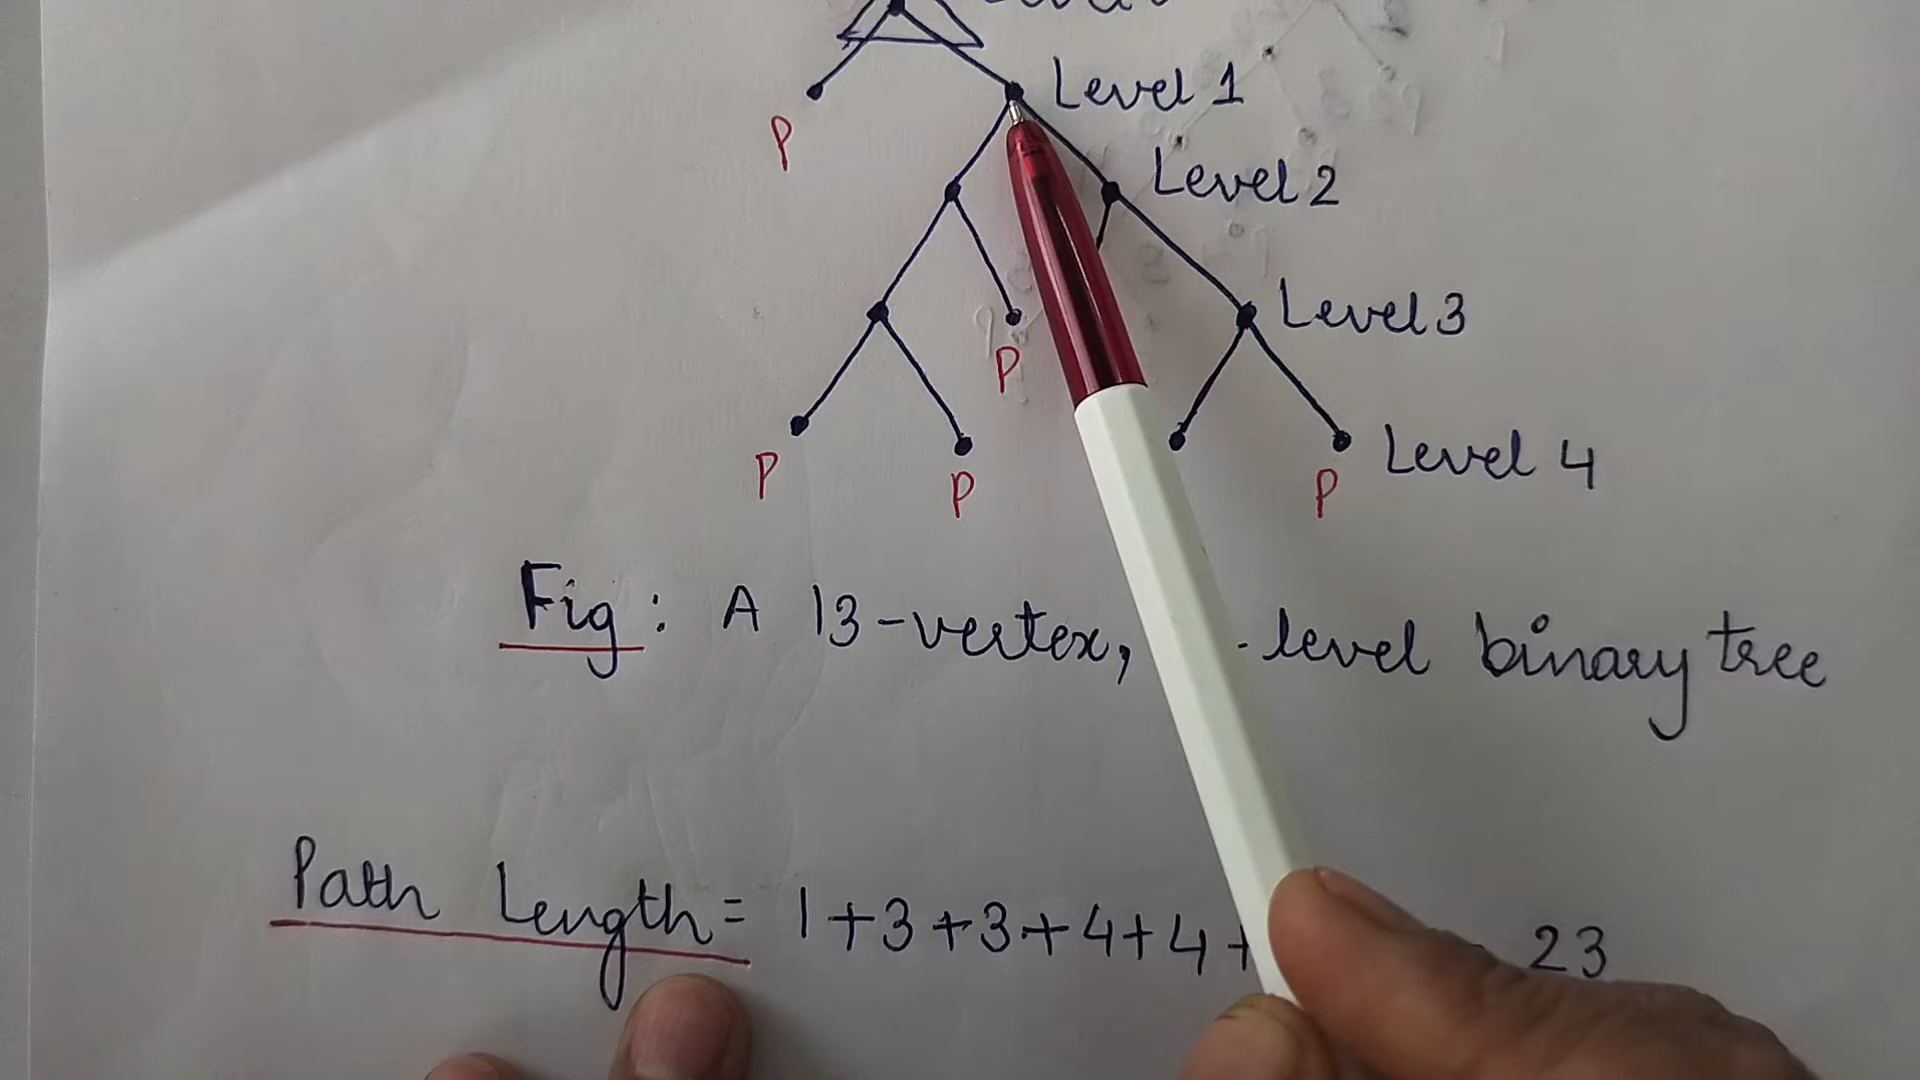 Level 1
P
Level 2
Level 3
P
Level 4
P
P
P
Fig: A 13-vertex, -level binary tree
Path Length = 1+3+3+4+4+ 23